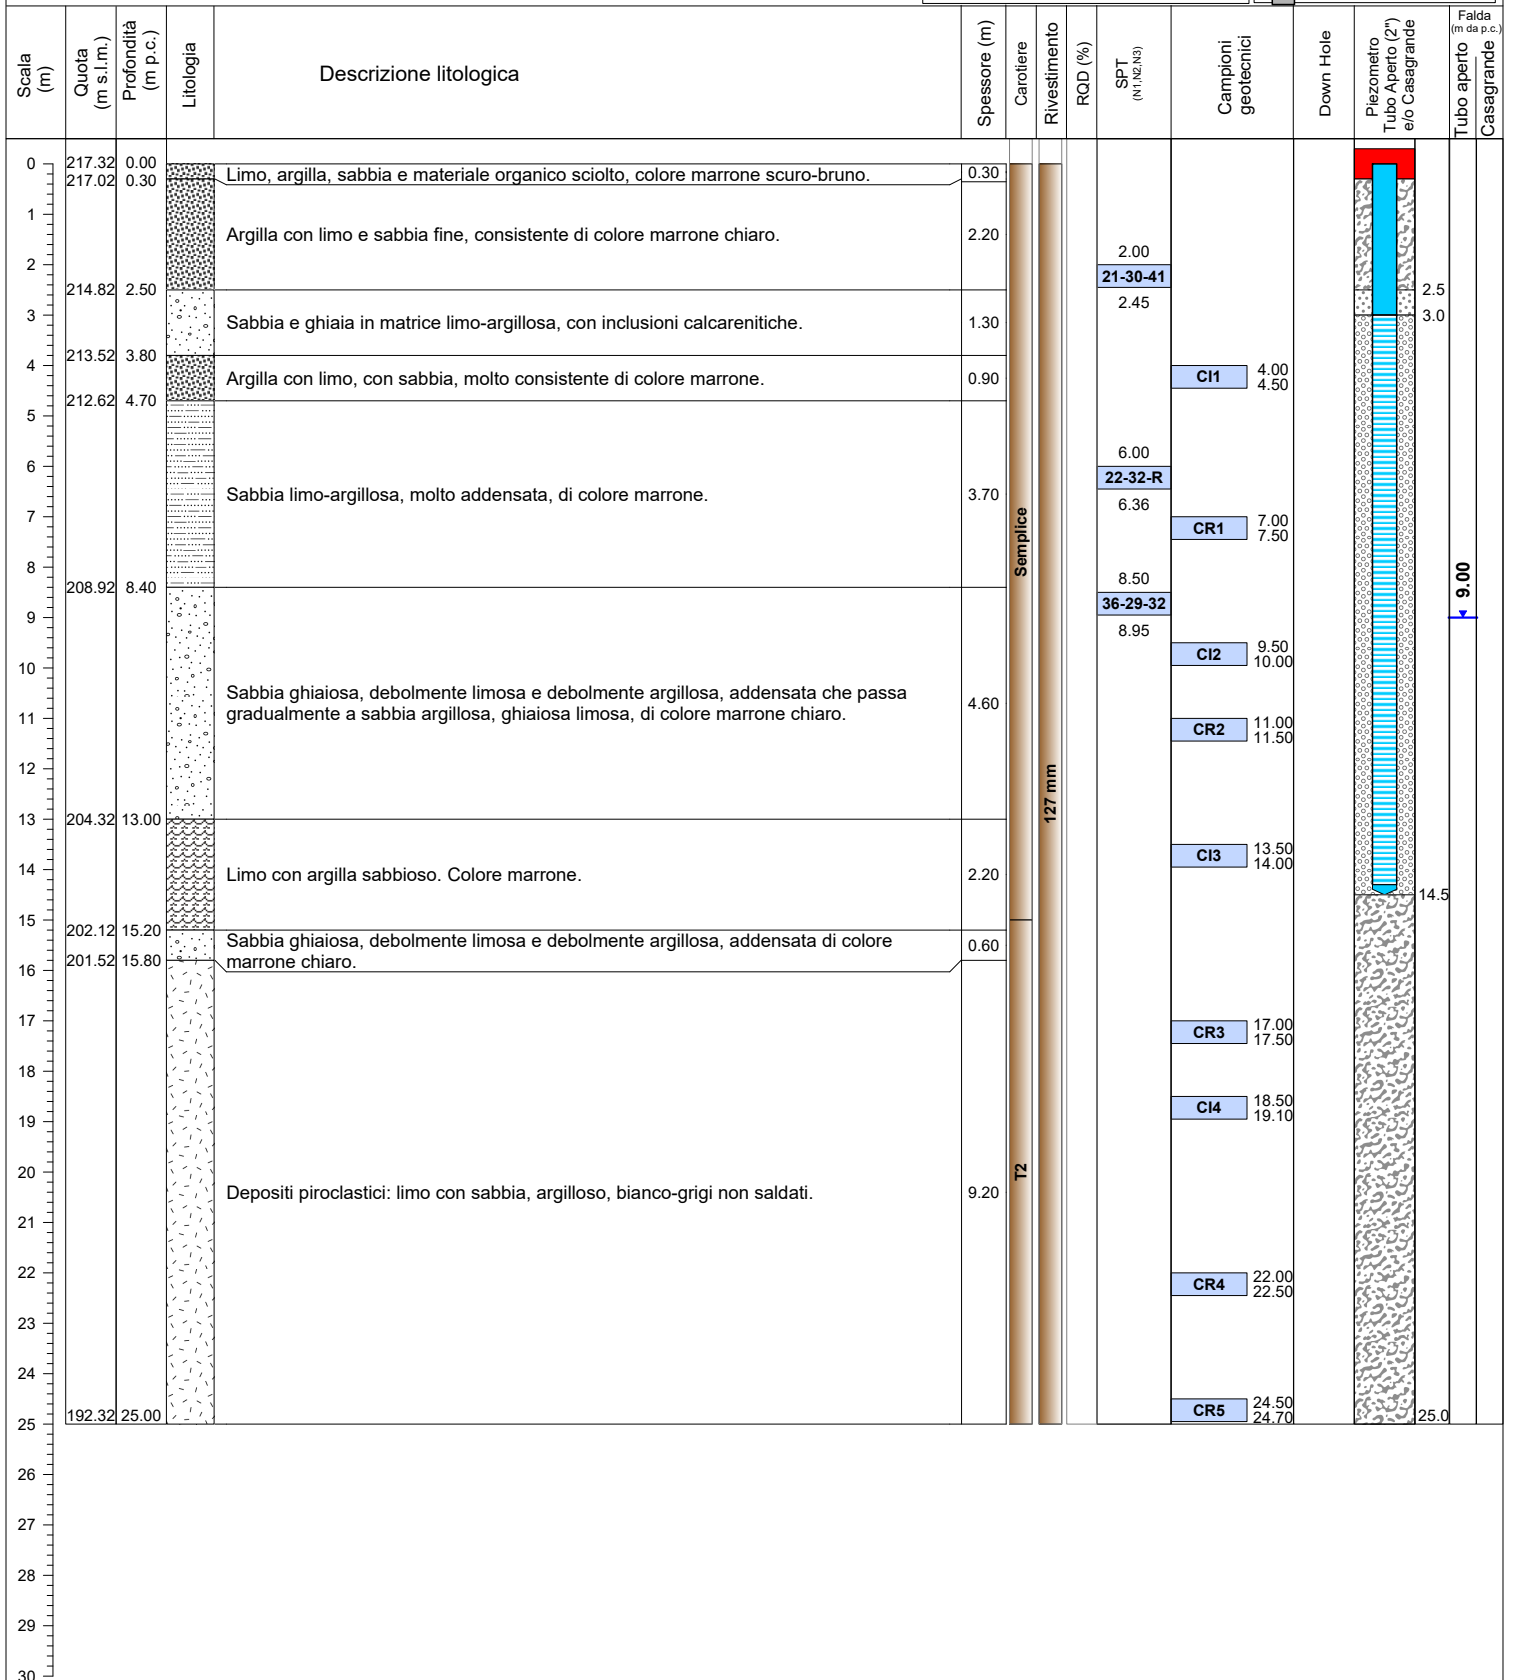 Scala
(m)
Quota
(m s.l.m.)
Profondità
(m p.c.)
Litologia
Descrizione litologica
Spessore (m)
Carotiere
Rivestimento
RQD (%)
SPT
(N1,N2,N3)
Campioni
geotecnici
Down Hole
Piezometro
Tubo Aperto (2")
e/o Casagrande
Falda
(m da p.c.)
Tubo aperto
Casagrande
0
1
2
3
4
5
6
7
8
9
10
11
12
13
14
15
16
17
18
19
20
21
22
23
24
25
26
27
28
29
30
217.32 0.00
217.02 0.30
214.82 2.50
213.52 3.80
212.62 4.70
208.92 8.40
204.32 13.00
202.12 15.20
201.52 15.80
192.32 25.00
Limo, argilla, sabbia e materiale organico sciolto, colore marrone scuro-bruno.
0.30
Argilla con limo e sabbia fine, consistente di colore marrone chiaro.
2.20
Sabbia e ghiaia in matrice limo-argillosa, con inclusioni calcarenitiche.
1.30
Argilla con limo, con sabbia, molto consistente di colore marrone.
0.90
Sabbia limo-argillosa, molto addensata, di colore marrone.
3.70
Sabbia ghiaiosa, debolmente limosa e debolmente argillosa, addensata che passa
gradualmente a sabbia argillosa, ghiaiosa limosa, di colore marrone chiaro.
4.60
Limo con argilla sabbioso. Colore marrone.
2.20
Sabbia ghiaiosa, debolmente limosa e debolmente argillosa, addensata di colore
marrone chiaro.
0.60
Depositi piroclastici: limo con sabbia, argilloso, bianco-grigi non saldati.
9.20
Semplice
T2
127 mm
2.00
21-30-41
2.45
6.00
22-32-R
6.36
8.50
36-29-32
8.95
CI1
4.00
4.50
CR1
7.00
7.50
CI2
9.50
10.00
CR2
11.00
11.50
CI3
13.50
14.00
CR3
17.00
17.50
CI4
18.50
19.10
CR4
22.00
22.50
CR5
24.50
24.70
2.5
3.0
14.5
25.0
9.00